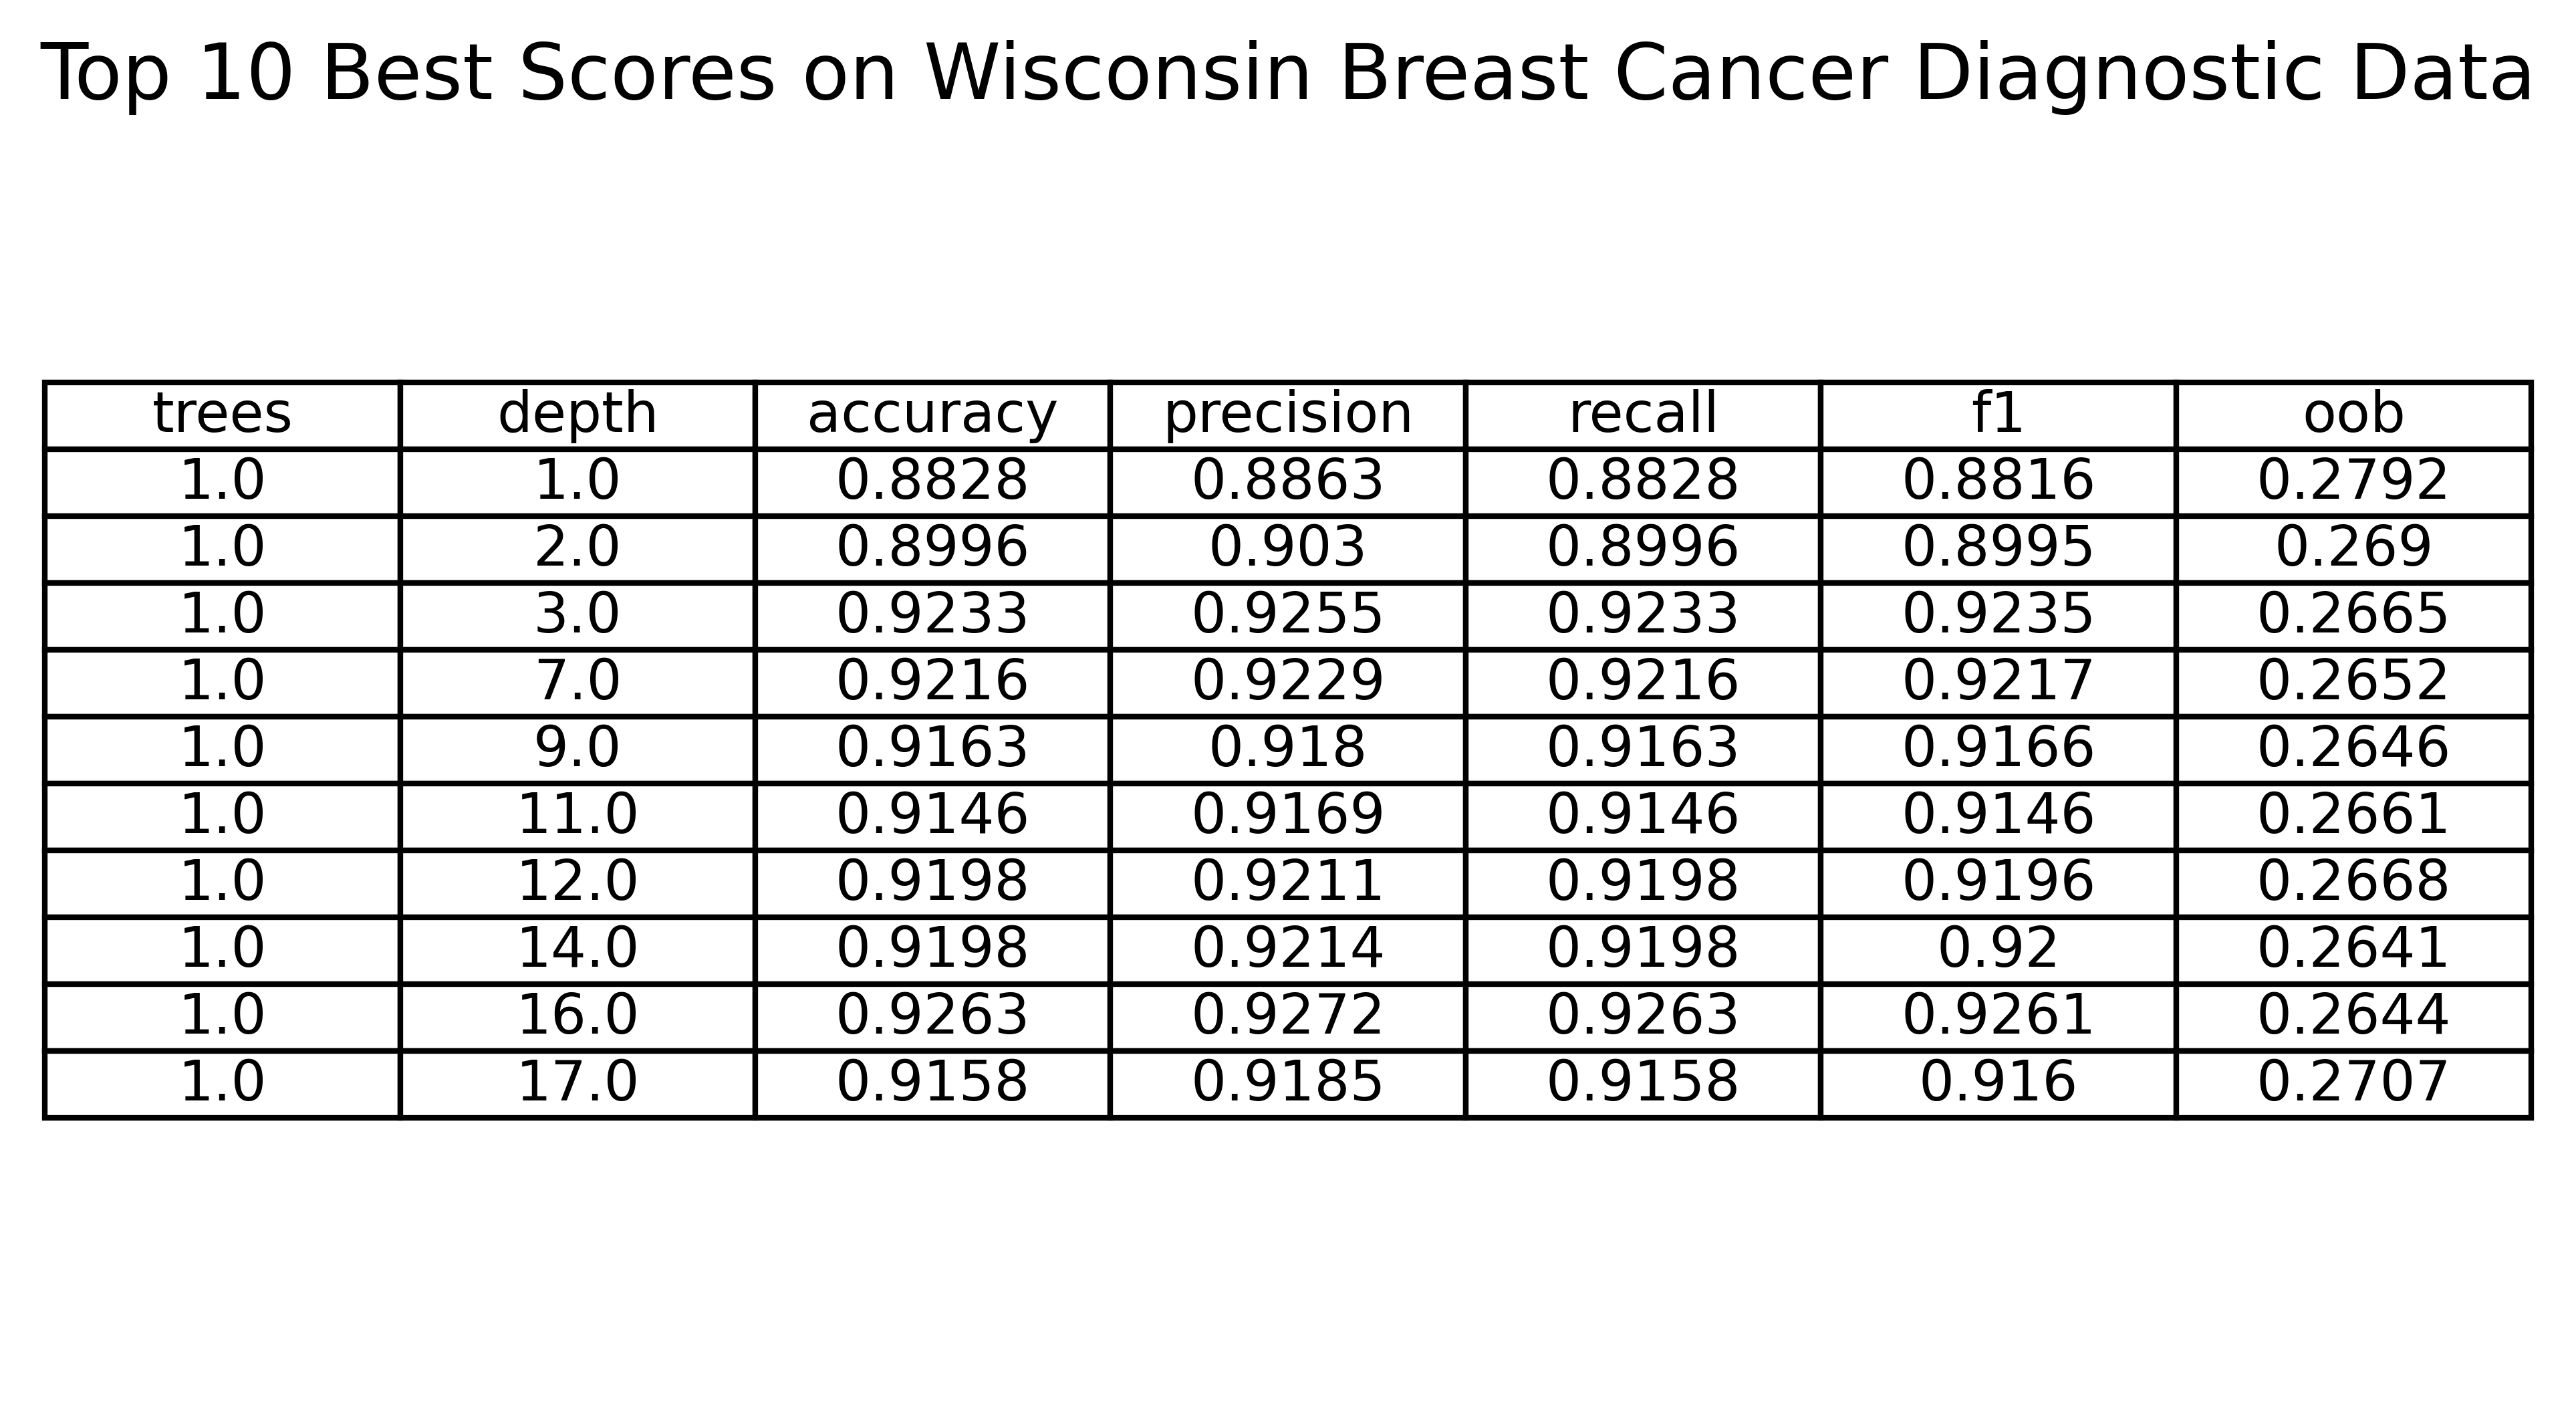 Top 10 Best Scores on Wisconsin Breast Cancer Diagnostic Data
trees depth accuracy precision recall f1 oob
1.0 1.0 0.8828 0.8863 0.8828 0.8816 0.2792
1.0 2.0 0.8996 0.903 0.8996 0.8995 0.269
1.0 3.0 0.9233 0.9255 0.9233 0.9235 0.2665
1.0 7.0 0.9216 0.9229 0.9216 0.9217 0.2652
1.0 9.0 0.9163 0.918 0.9163 0.9166 0.2646
1.0 11.0 0.9146 0.9169 0.9146 0.9146 0.2661
1.0 12.0 0.9198 0.9211 0.9198 0.9196 0.2668
1.0 14.0 0.9198 0.9214 0.9198 0.92 0.2641
1.0 16.0 0.9263 0.9272 0.9263 0.9261 0.2644
1.0 17.0 0.9158 0.9185 0.9158 0.916 0.2707